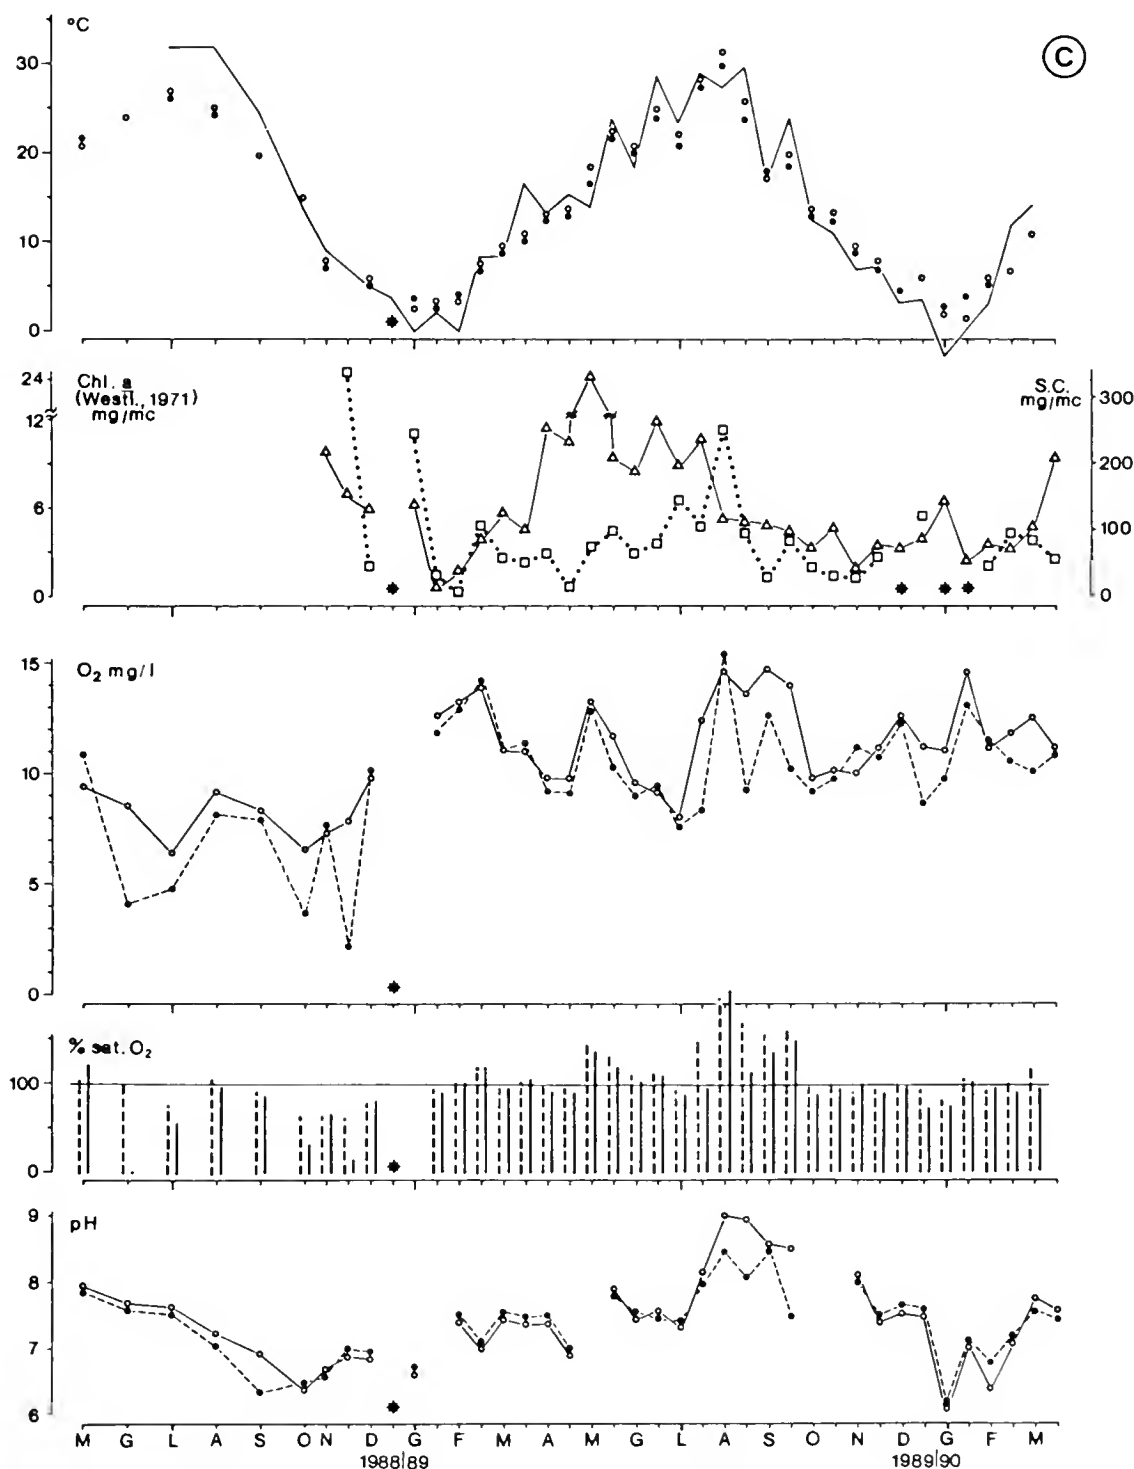 °C
C
30
20
10
0
24
12
6
0
Chl. a
(Westl., 1971)
mg/mc
S.C.
mg/mc
300
200
100
0
O2 mg/l
15
10
5
0
% sat. O2
100
0
pH
9
8
7
6
M G L A S O N D G F M A M G L A S O N D G F M
1988|89
1989|90